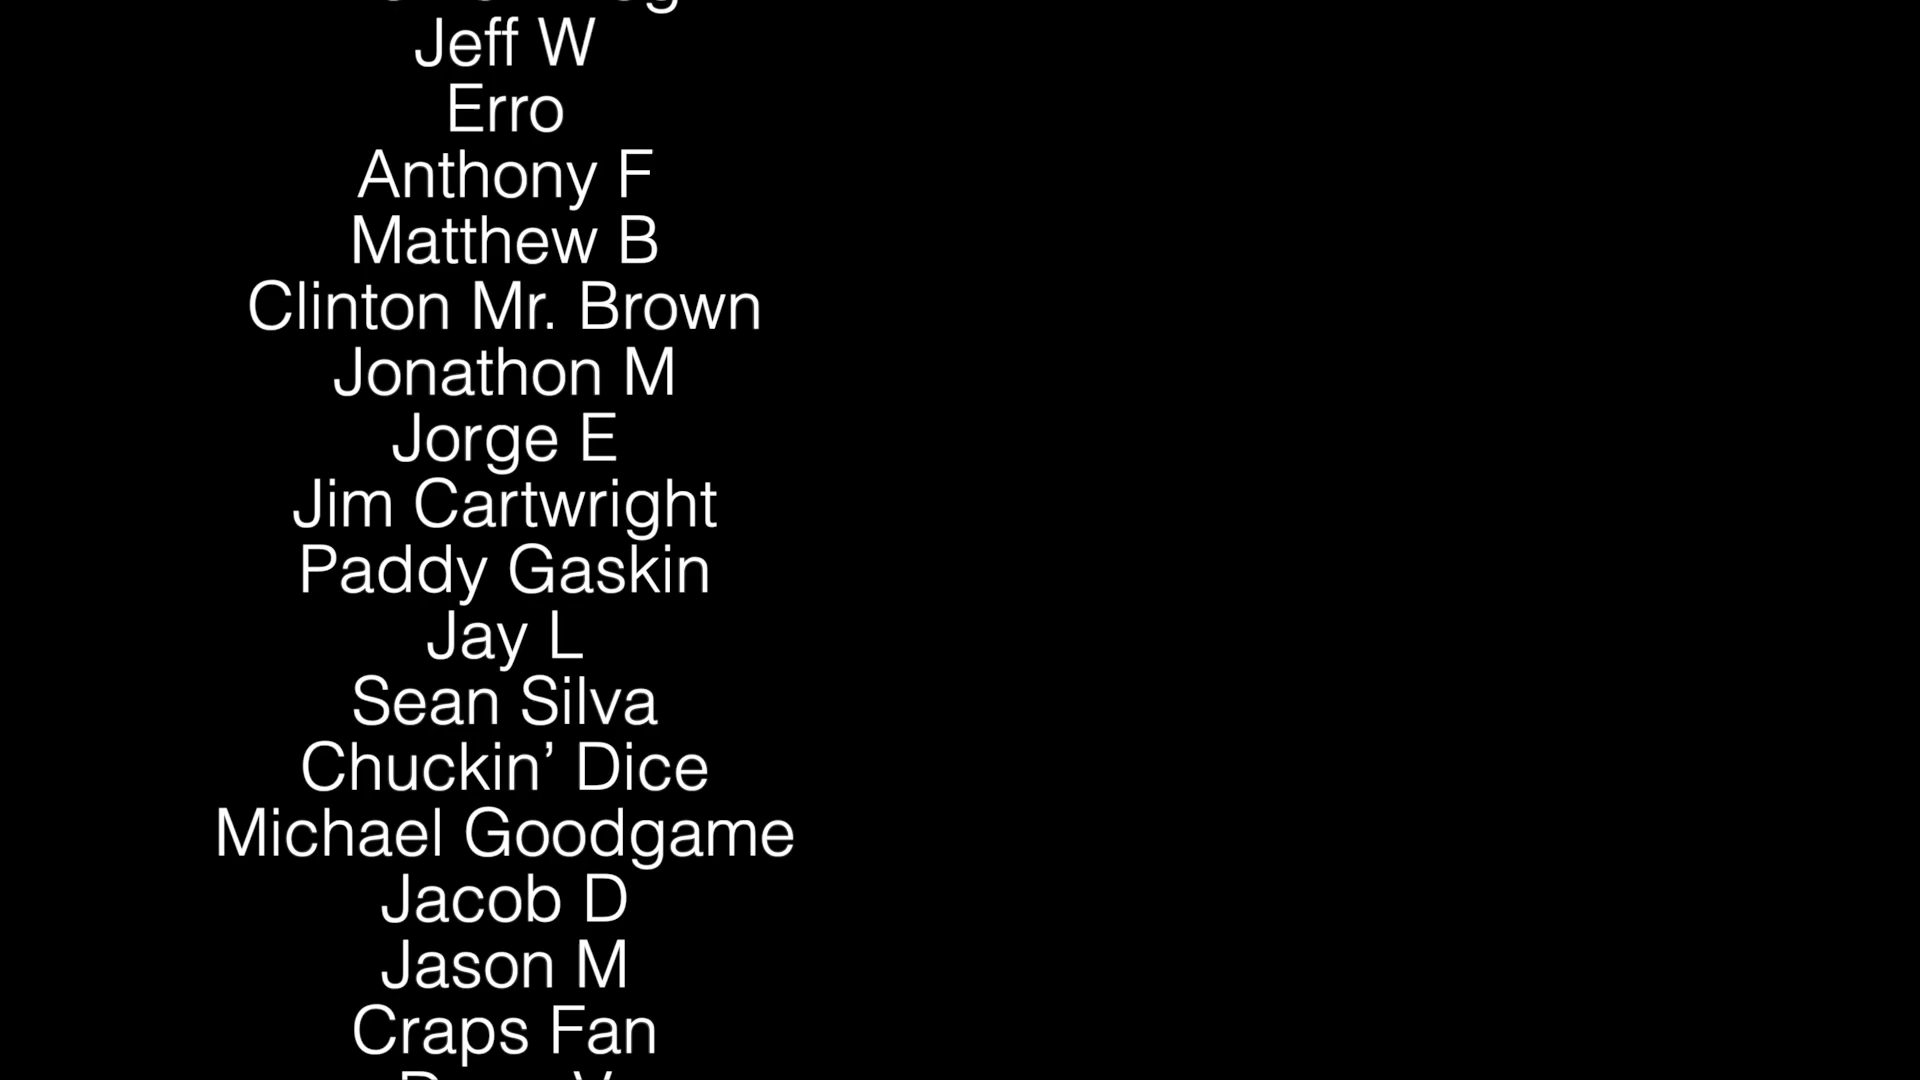 Jeff W
Erro
Anthony F
Matthew B
Clinton Mr. Brown
Jonathon M
Jorge E
Jim Cartwright
Paddy Gaskin
Jay L
Sean Silva
Chuckin’ Dice
Michael Goodgame
Jacob D
Jason M
Craps Fan